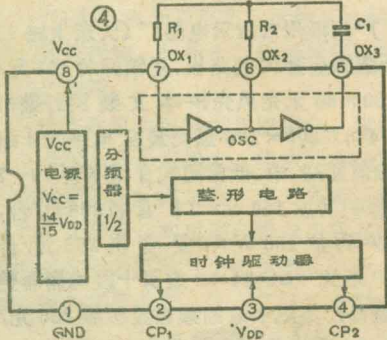 ④
R₁
R₂
C₁
Vcc
⑧
⑦
OX₁
⑥
OX₂
⑤
OX₃
OSC
Vcc
电源
Vcc=
14/15 VDD
分频器
1/2
整形电路
时钟驱动器
①
②
③
④
GND
CP₁
VDD
CP₂